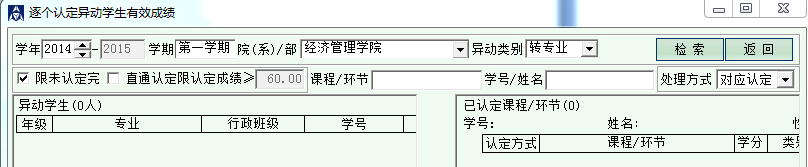 逐个认定异动学生有效成绩
学年 2014 - 2015 学期 第一学期 院(系)/部 经济管理学院 异动类别 转专业 检 索 返 回
限未认定完 直通认定限认定成绩≥ 60.00 课程/环节 学号/姓名 处理方式 对应认定
异动学生(0人)
年级 专业 行政班级 学号
已认定课程/环节(0)
学号: 姓名:
认定方式 课程/环节 学分 类